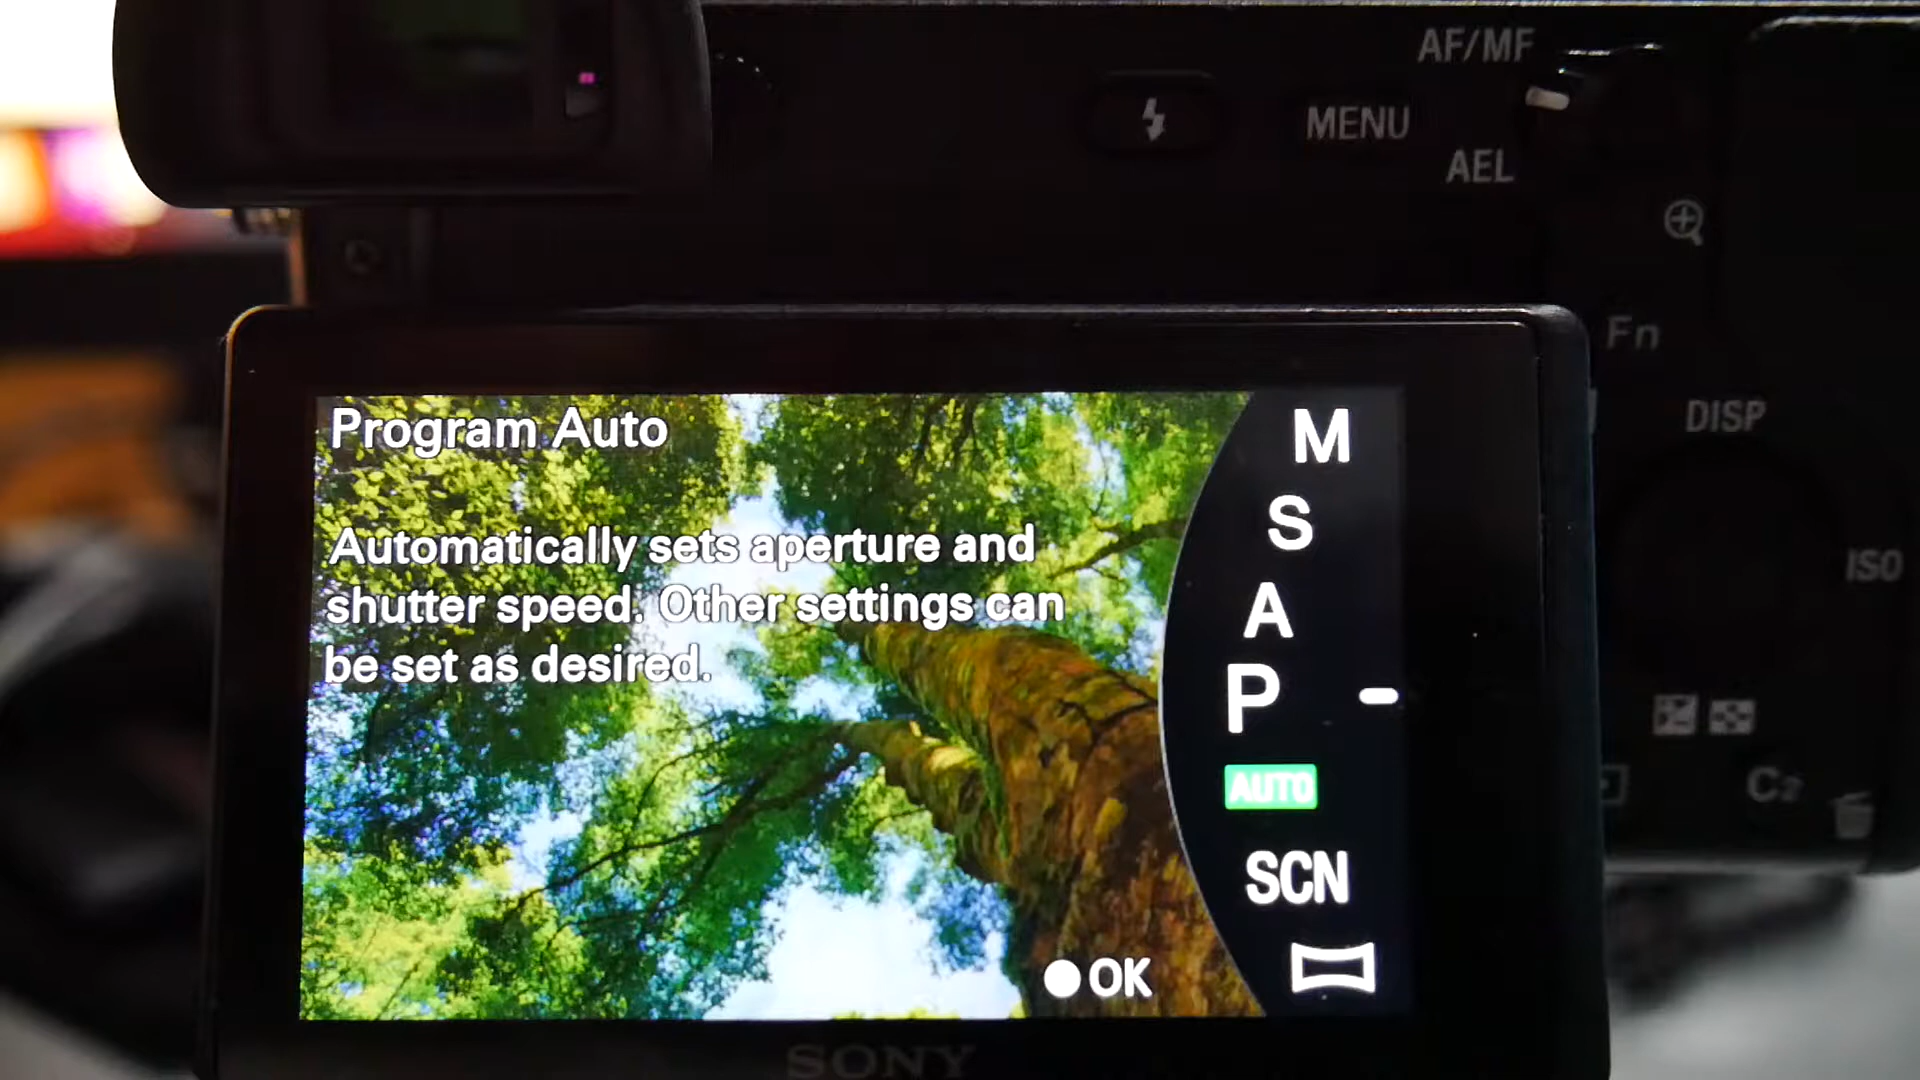 AF/MF
MENU
AEL
Fn
DISP
ISO
C2
Program Auto
Automatically sets aperture and
shutter speed. Other settings can
be set as desired.
M
S
A
P
AUTO
SCN
OK
SONY